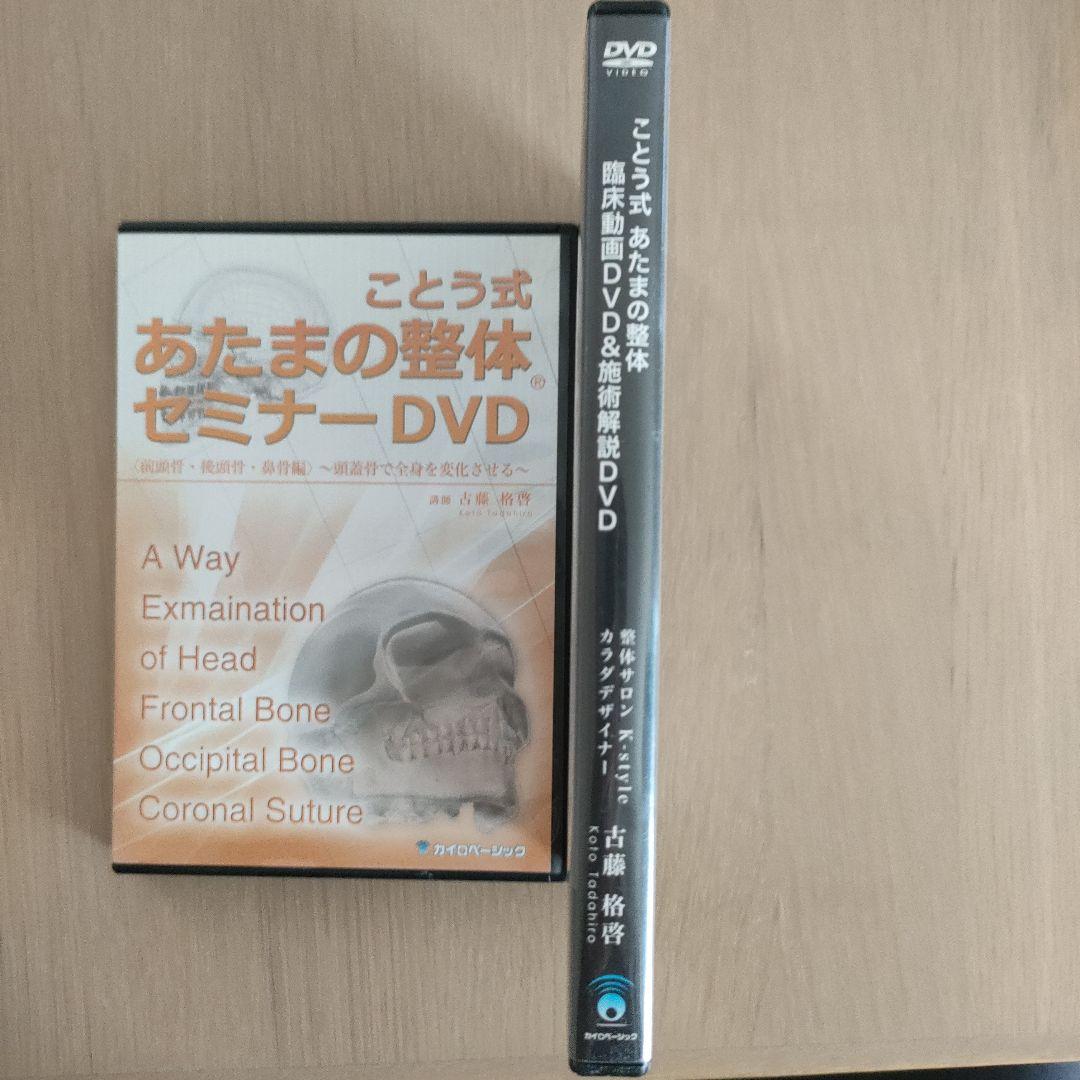 ことう式
あたまの整体®
セミナーDVD
〈前頭骨・後頭骨・鼻骨編〉〜頭蓋骨で全身を変化させる〜
講師 古藤 格啓
Koto Tadahiro
A Way
Exmaination
of Head
Frontal Bone
Occipital Bone
Coronal Suture
カイロベーシック
DVD
VIDEO
ことう式 あたまの整体
臨床動画DVD&施術解説DVD
整体サロン K-style
カラダデザイナー
古藤 格啓
Koto Tadahiro
カイロベーシック